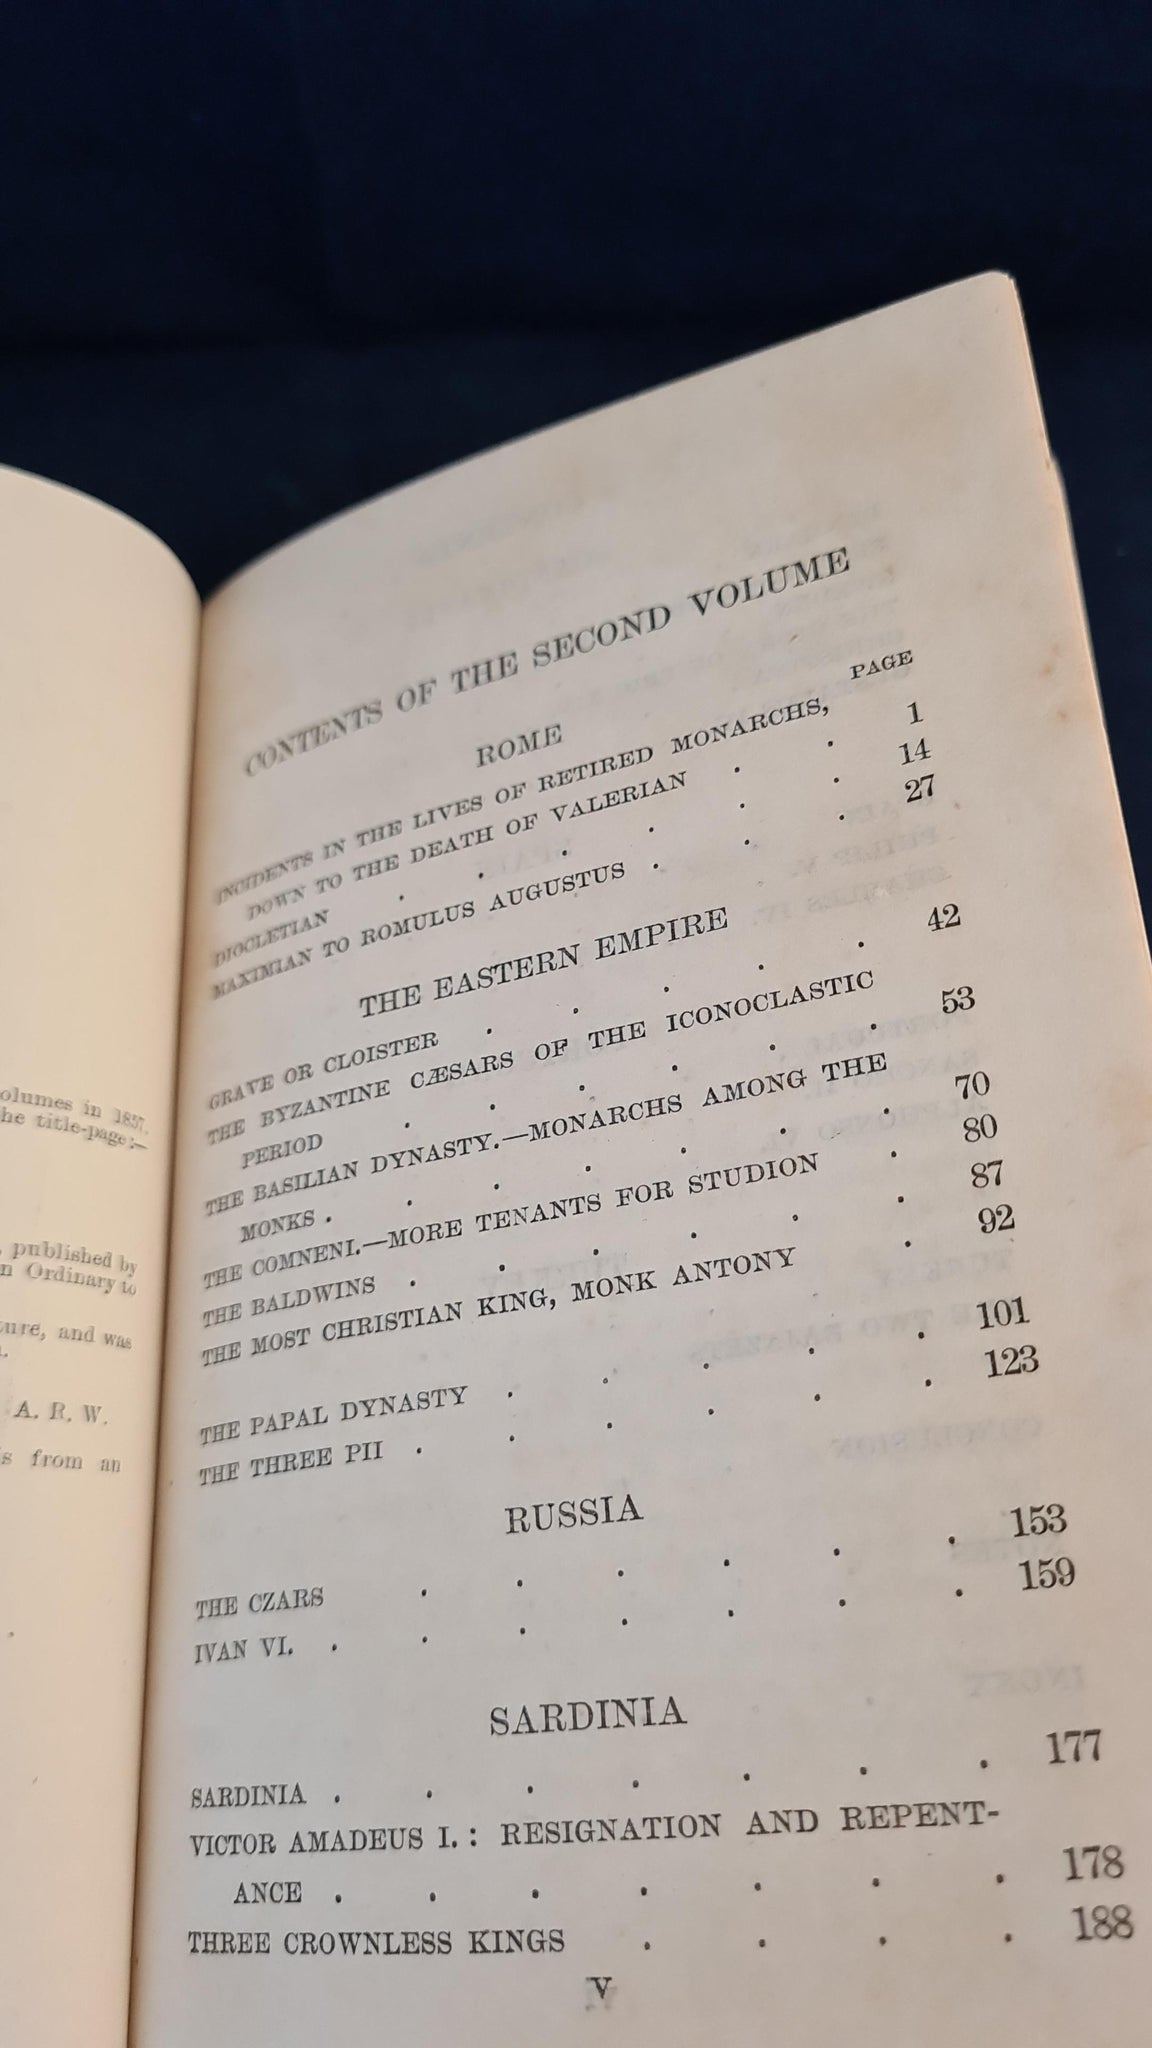 olumes in 1857.
he title-page:—
, published by
n Ordinary to
ture, and was
A. R. W.
s from an
CONTENTS OF THE SECOND VOLUME
PAGE
ROME
INCIDENTS IN THE LIVES OF RETIRED MONARCHS,
DOWN TO THE DEATH OF VALERIAN . . 1
DIOCLETIAN . . . . . . 14
MAXIMIAN TO ROMULUS AUGUSTUS . . . 27
THE EASTERN EMPIRE
GRAVE OR CLOISTER . . . . . 42
THE BYZANTINE CÆSARS OF THE ICONOCLASTIC
PERIOD . . . . . . 53
THE BASILIAN DYNASTY.—MONARCHS AMONG THE
MONKS . . . . . . . 70
THE COMNENI.—MORE TENANTS FOR STUDION . 80
THE BALDWINS . . . . . . 87
THE MOST CHRISTIAN KING, MONK ANTONY . 92
THE PAPAL DYNASTY . . . . . 101
THE THREE PII . . . . . . 123
RUSSIA
THE CZARS . . . . . . 153
IVAN VI. . . . . . . . 159
SARDINIA
SARDINIA . . . . . . . 177
VICTOR AMADEUS I. : RESIGNATION AND REPENT-
ANCE . . . . . . . 178
THREE CROWNLESS KINGS . . . . 188
V